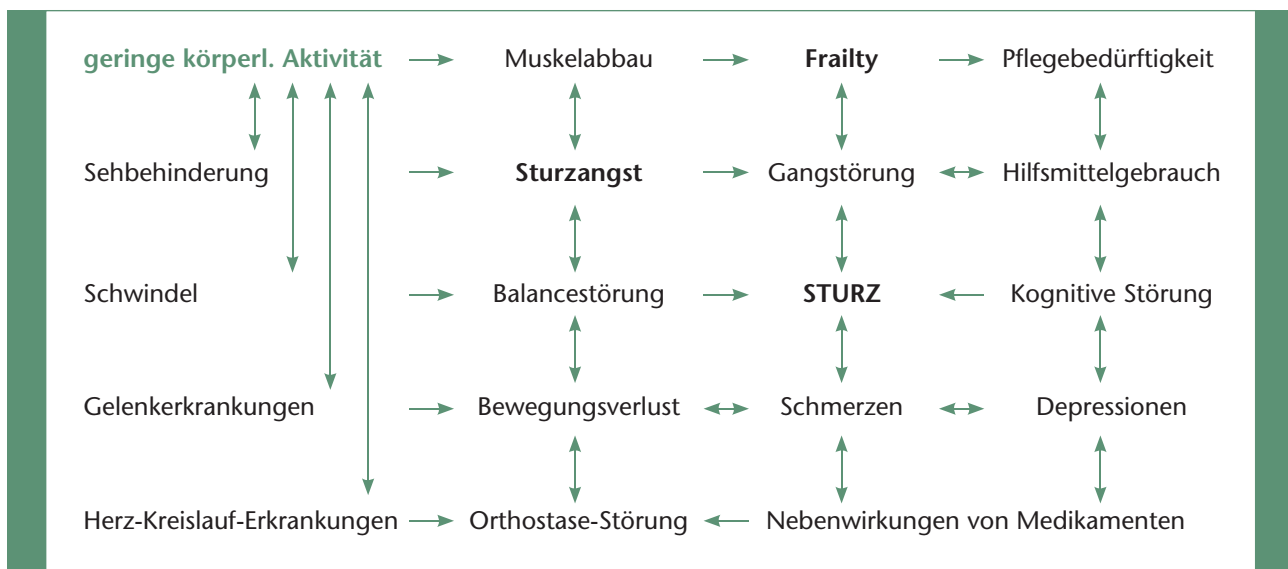 geringe körperl. Aktivität Muskelabbau Frailty Pflegebedürftigkeit
Sehbehinderung Sturzangst Gangstörung Hilfsmittelgebrauch
Schwindel Balancestörung STURZ Kognitive Störung
Gelenkerkrankungen Bewegungsverlust Schmerzen Depressionen
Herz-Kreislauf-Erkrankungen Orthostase-Störung Nebenwirkungen von Medikamenten